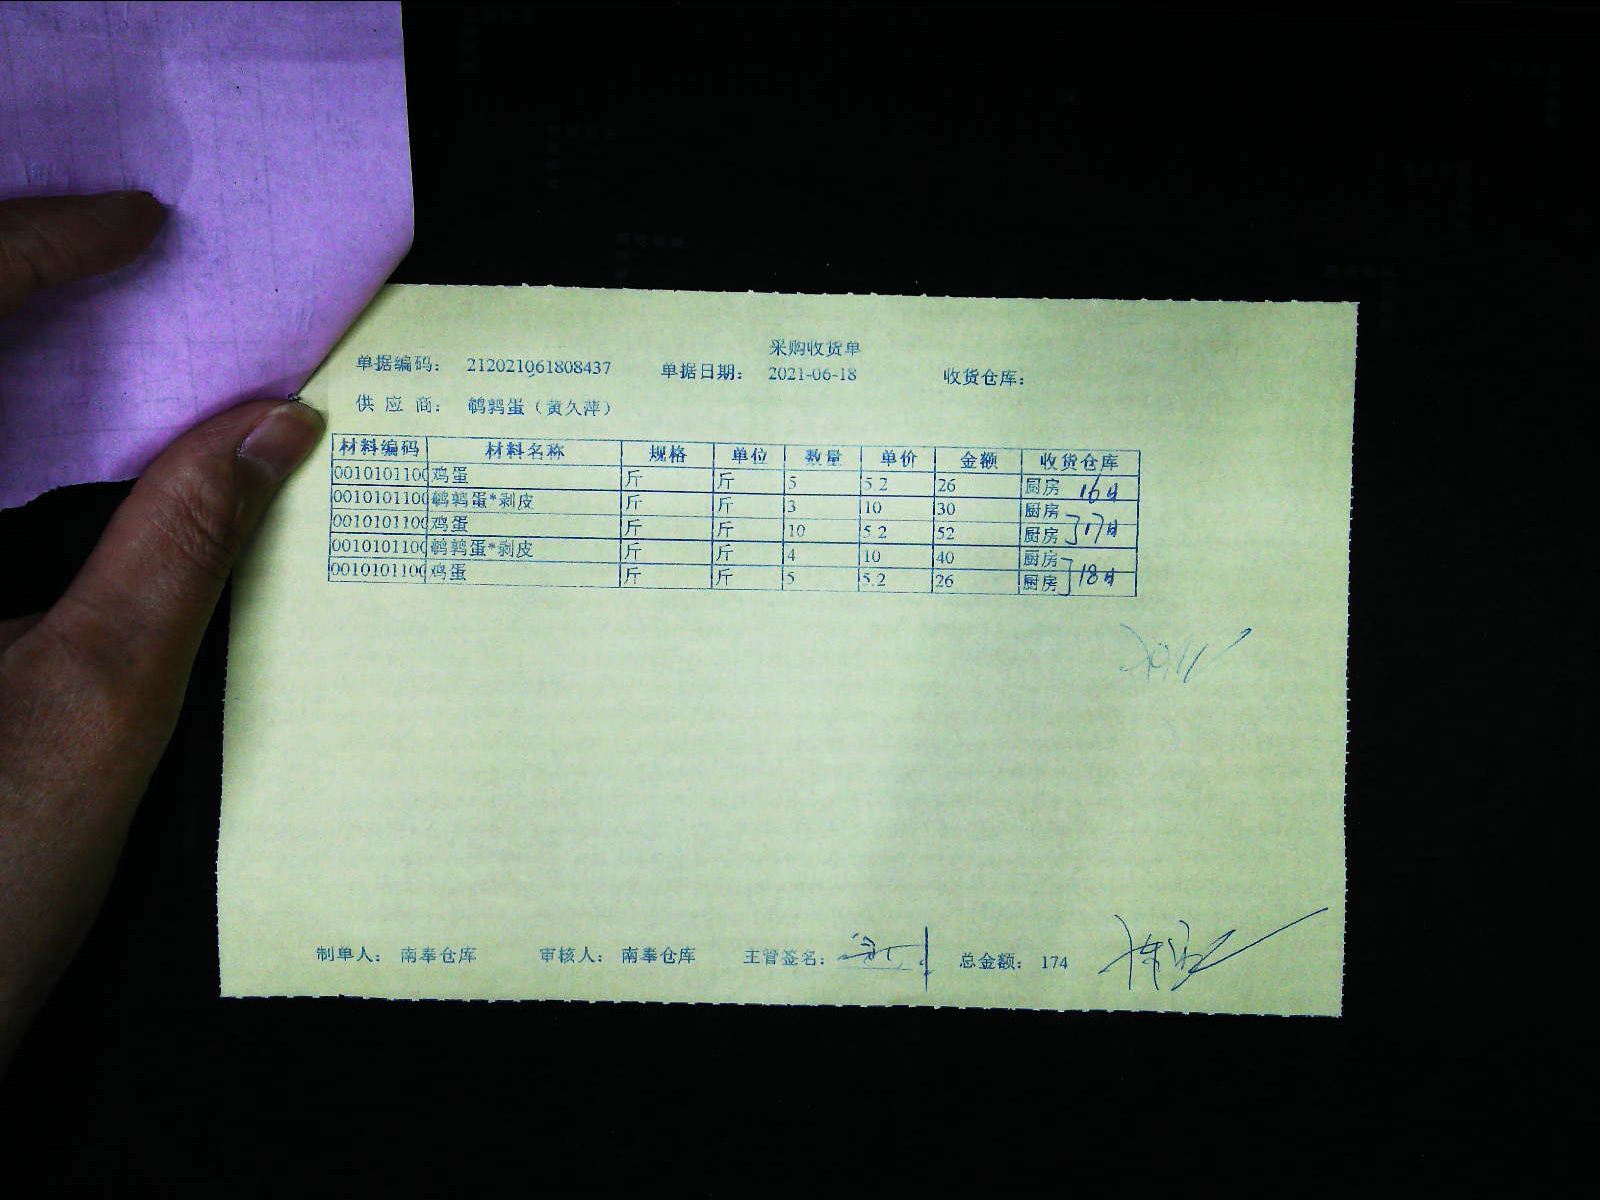 采购收货单
单据编码： 212021061808437 单据日期： 2021-06-18 收货仓库：
供 应 商： 鹌鹑蛋（黄久萍）
材料编码 材料名称 规格 单位 数量 单价 金额 收货仓库
0010101100 鸡蛋 斤 斤 5 5.2 26 厨房 16日
0010101100 鹌鹑蛋*剥皮 斤 斤 3 10 30 厨房
0010101100 鸡蛋 斤 斤 10 5.2 52 厨房 17日
0010101100 鹌鹑蛋*剥皮 斤 斤 4 10 40 厨房
0010101100 鸡蛋 斤 斤 5 5.2 26 厨房 18日
制单人： 南奉仓库 审核人： 南奉仓库 主管签名： 总金额： 174